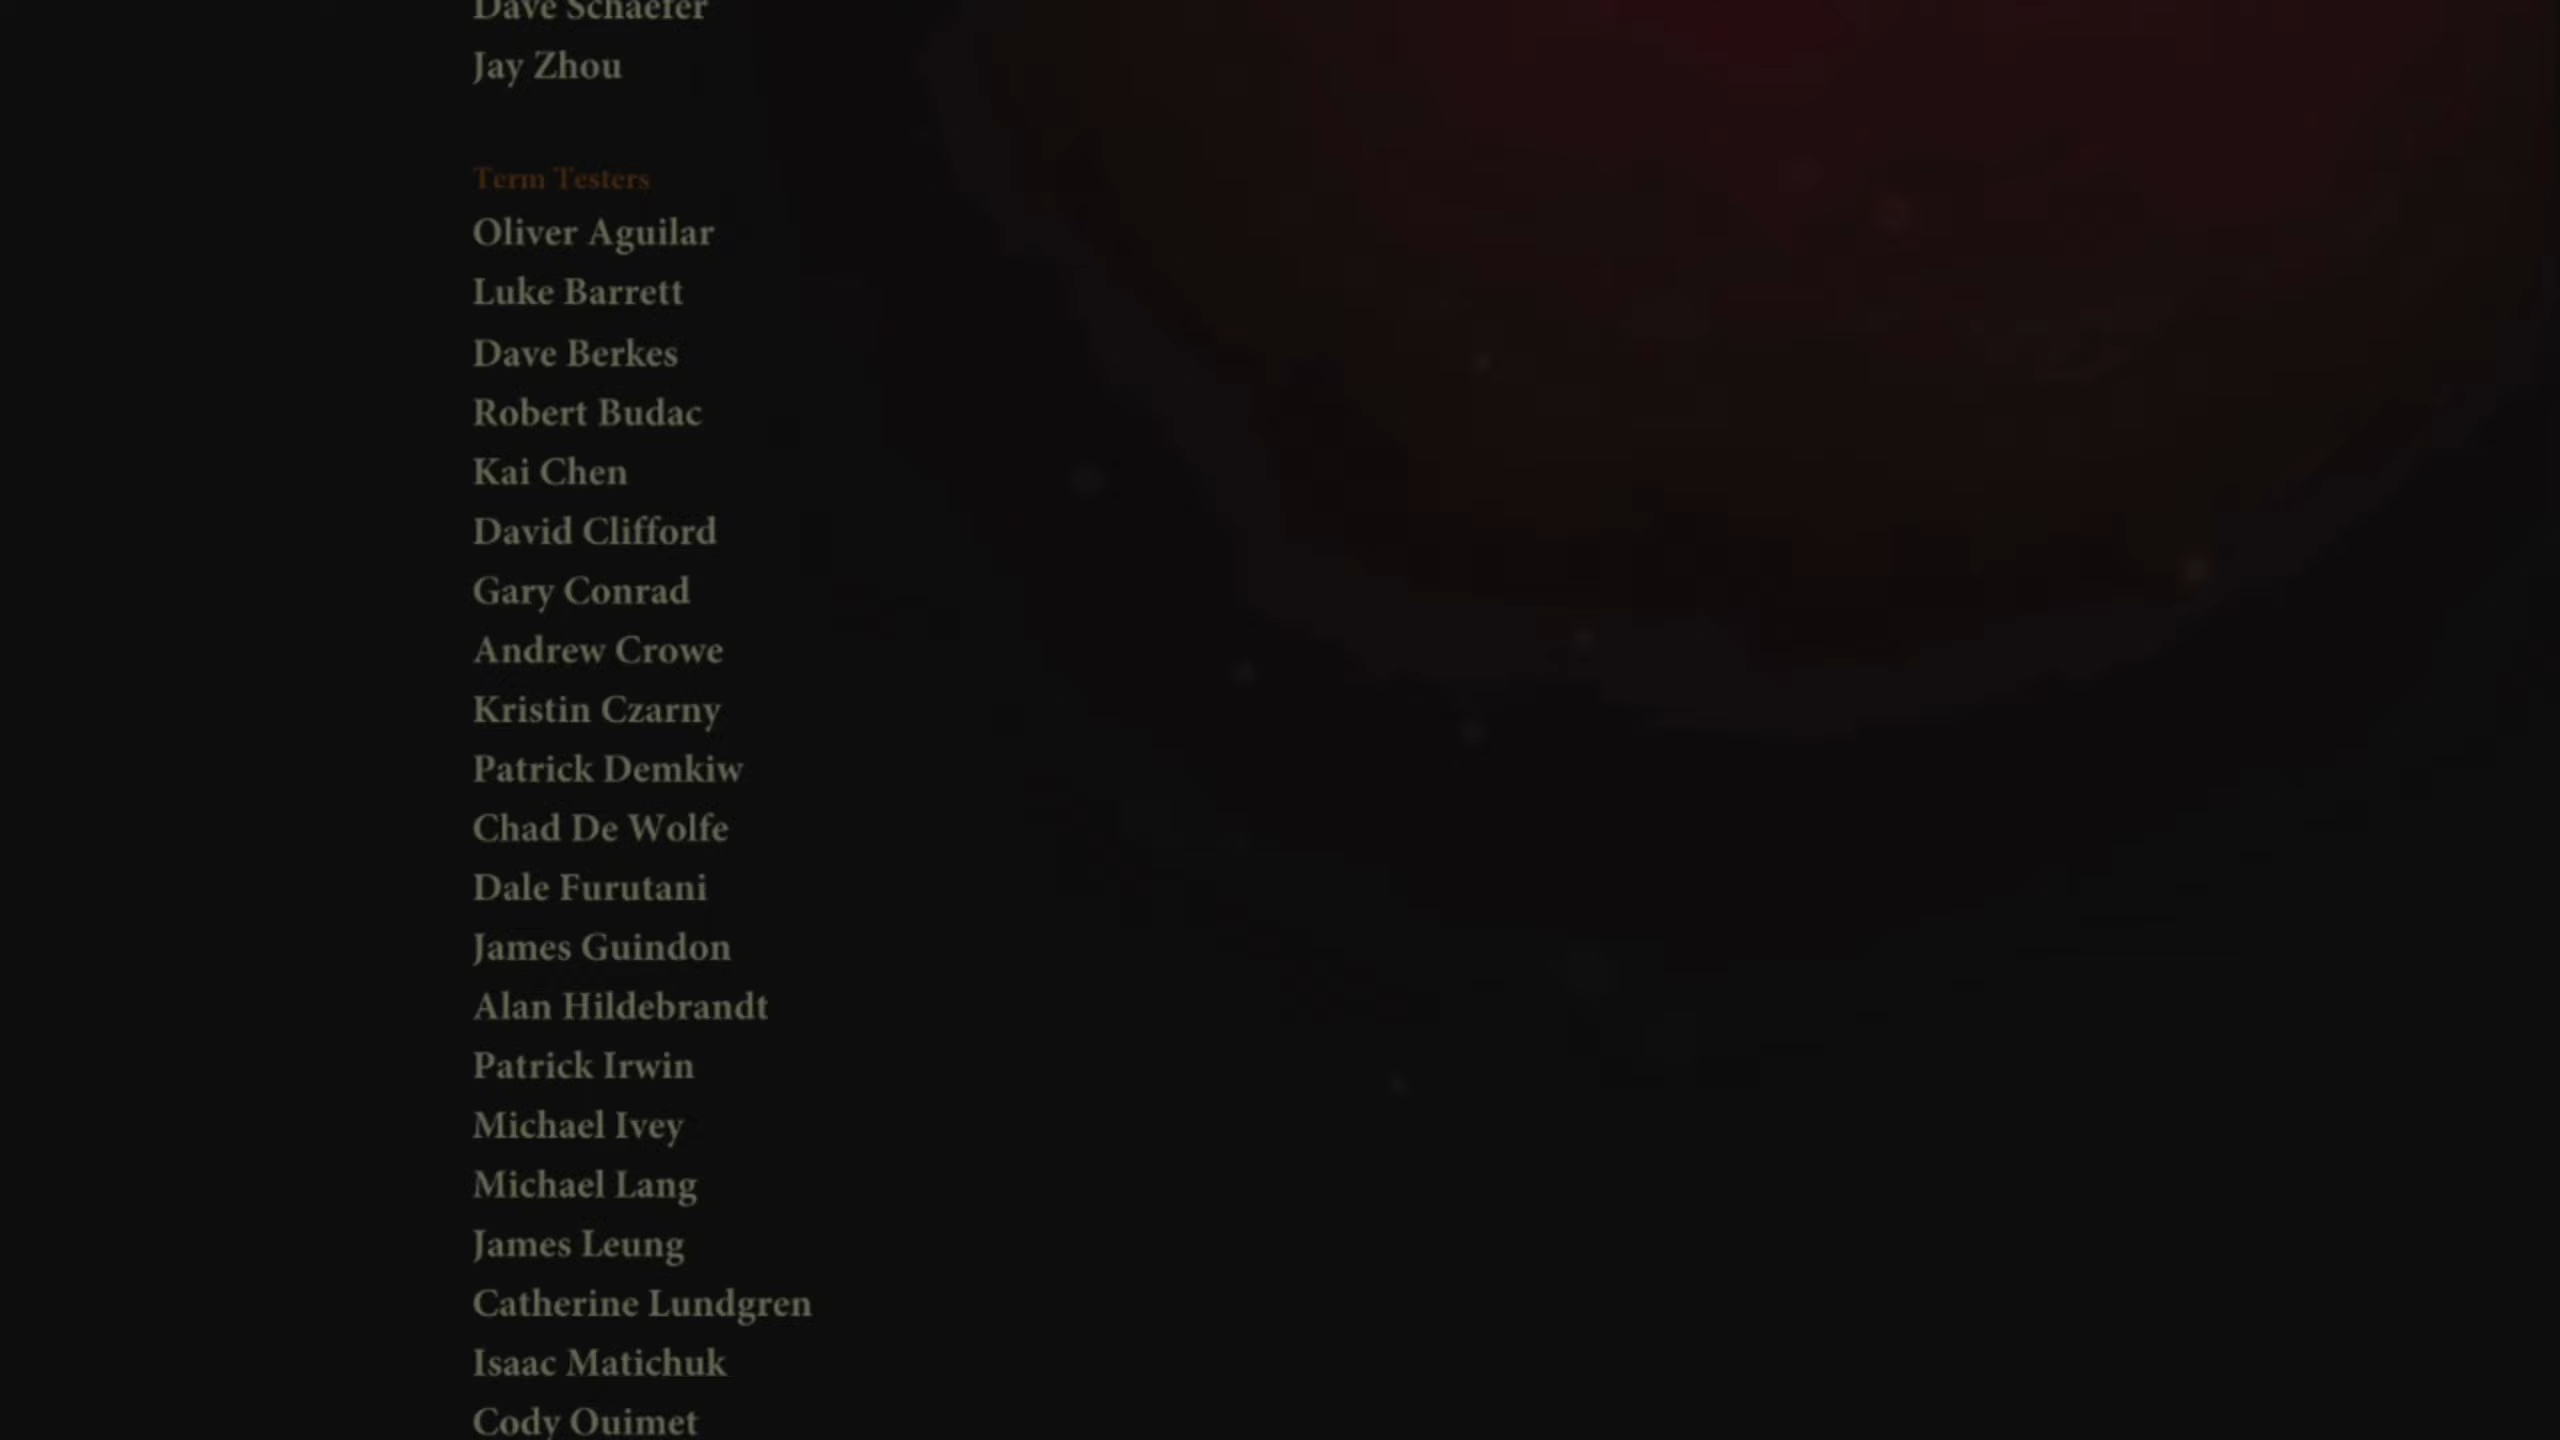 Dave Schaefer
Jay Zhou
Term Testers
Oliver Aguilar
Luke Barrett
Dave Berkes
Robert Budac
Kai Chen
David Clifford
Gary Conrad
Andrew Crowe
Kristin Czarny
Patrick Demkiw
Chad De Wolfe
Dale Furutani
James Guindon
Alan Hildebrandt
Patrick Irwin
Michael Ivey
Michael Lang
James Leung
Catherine Lundgren
Isaac Matichuk
Cody Ouimet